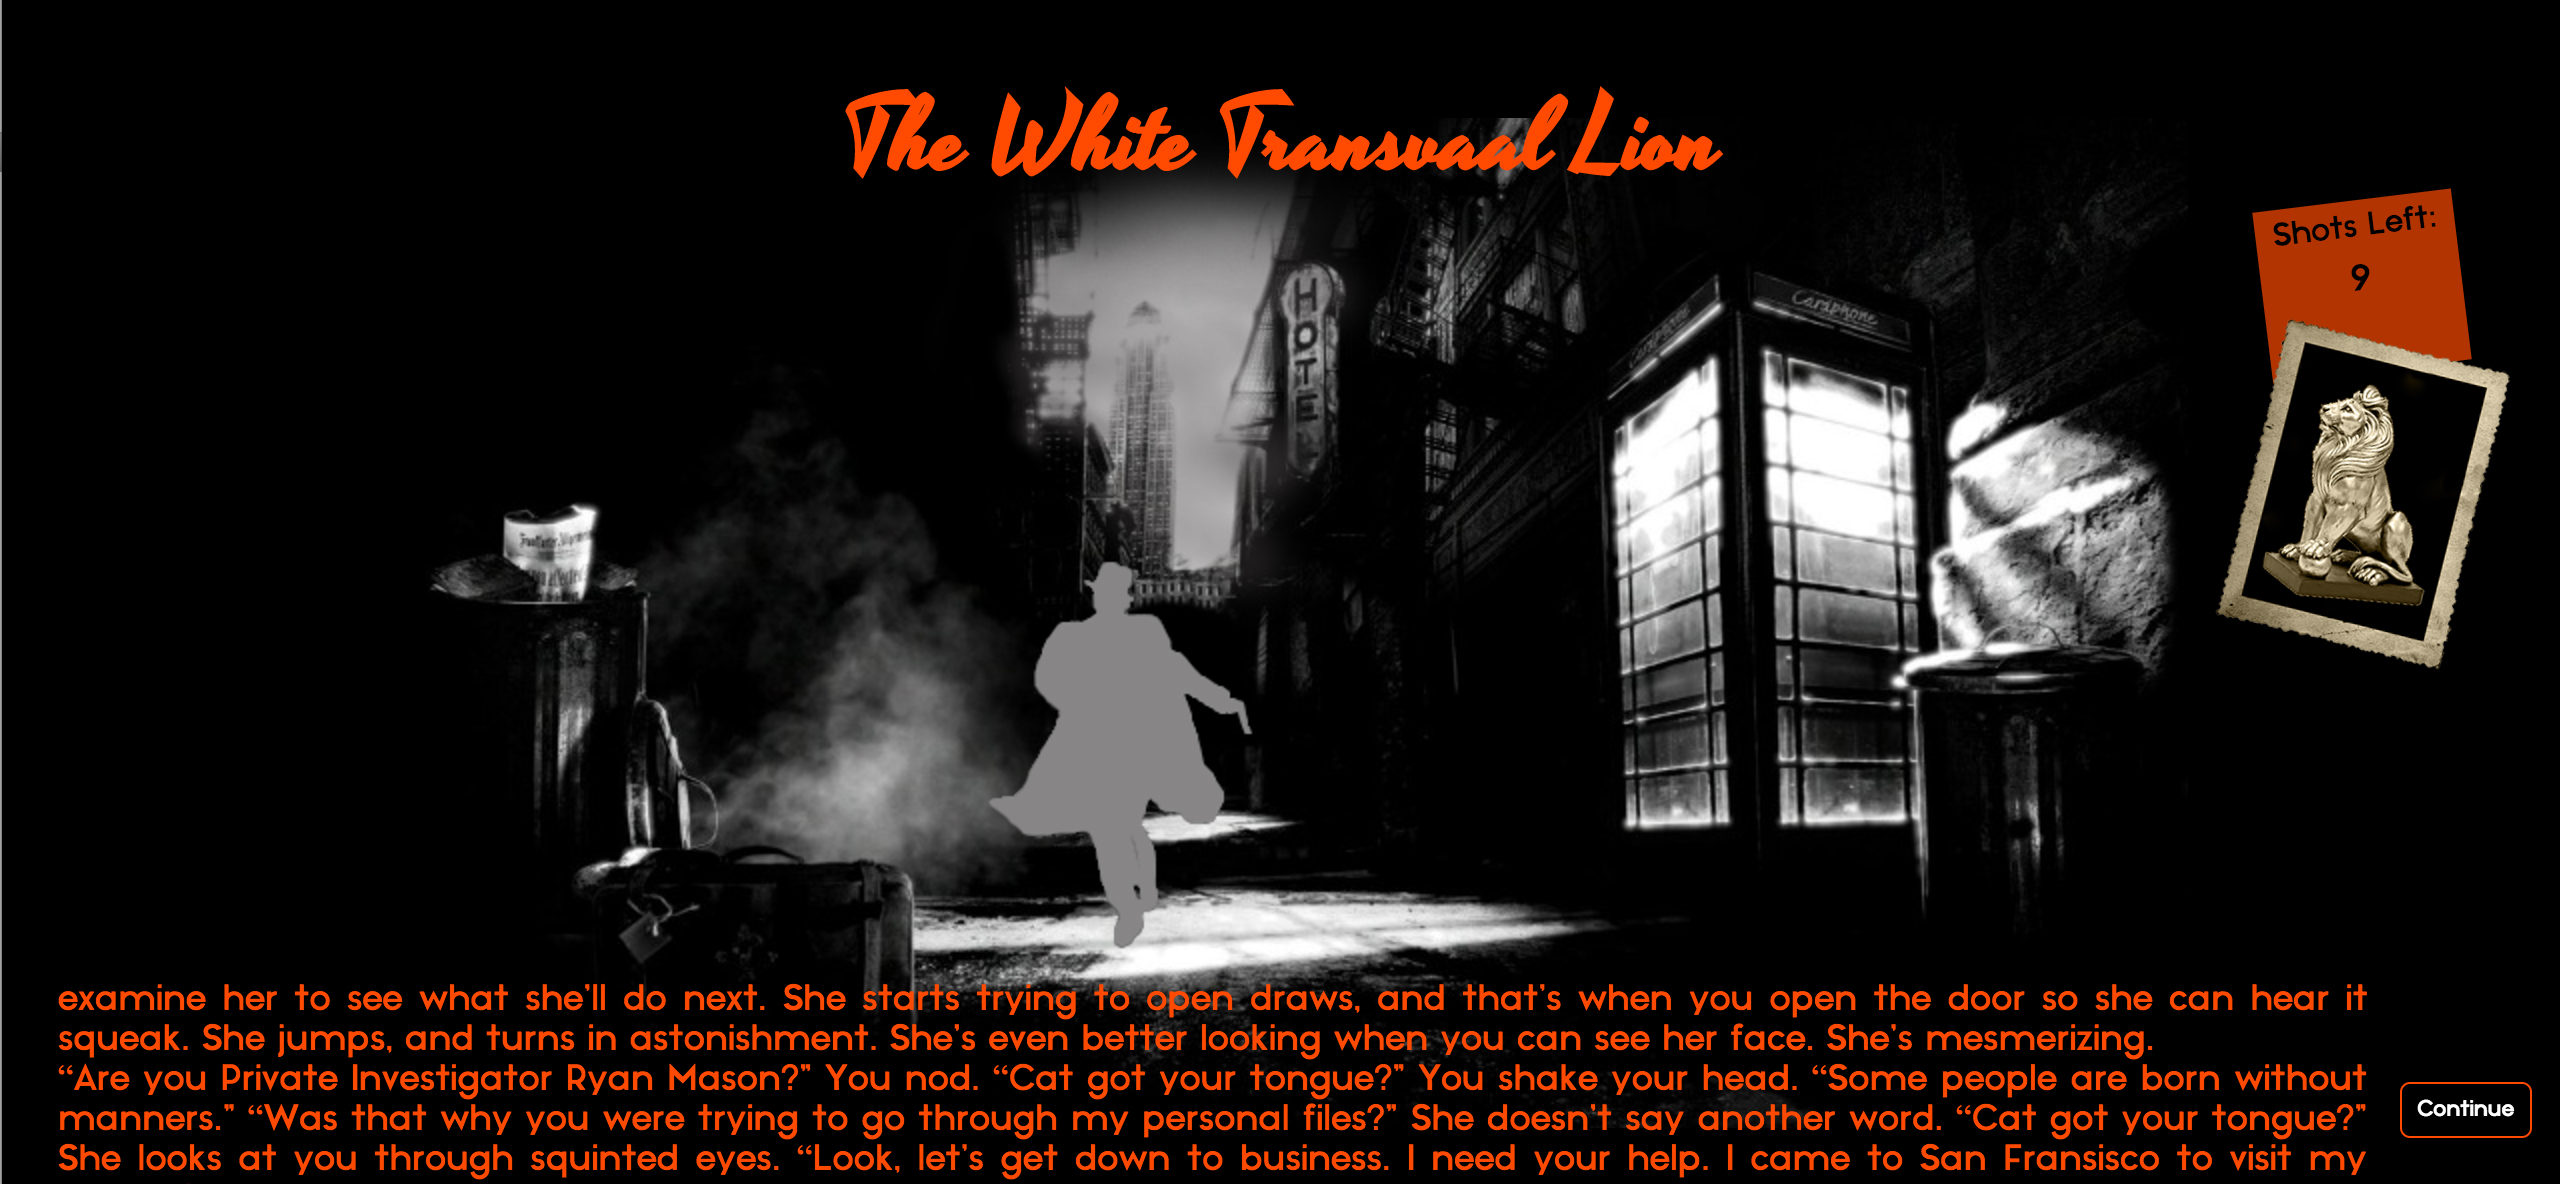 The White Transvaal Lion
Shots Left:
9
HOTEL
Cardphone
examine her to see what she'll do next. She starts trying to open draws, and that's when you open the door so she can hear it
squeak. She jumps, and turns in astonishment. She's even better looking when you can see her face. She's mesmerizing.
“Are you Private Investigator Ryan Mason?” You nod. “Cat got your tongue?” You shake your head. “Some people are born without
manners.” “Was that why you were trying to go through my personal files?” She doesn't say another word. “Cat got your tongue?”
She looks at you through squinted eyes. “Look, let's get down to business. I need your help. I came to San Fransisco to visit my
Continue